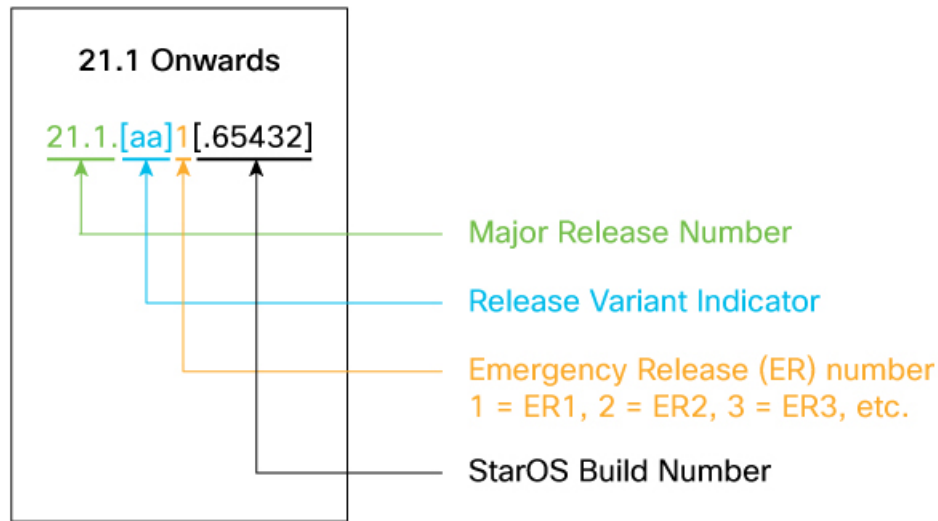 21.1 Onwards
21.1.[aa]1[.65432]
Major Release Number
Release Variant Indicator
Emergency Release (ER) number
1 = ER1, 2 = ER2, 3 = ER3, etc.
StarOS Build Number